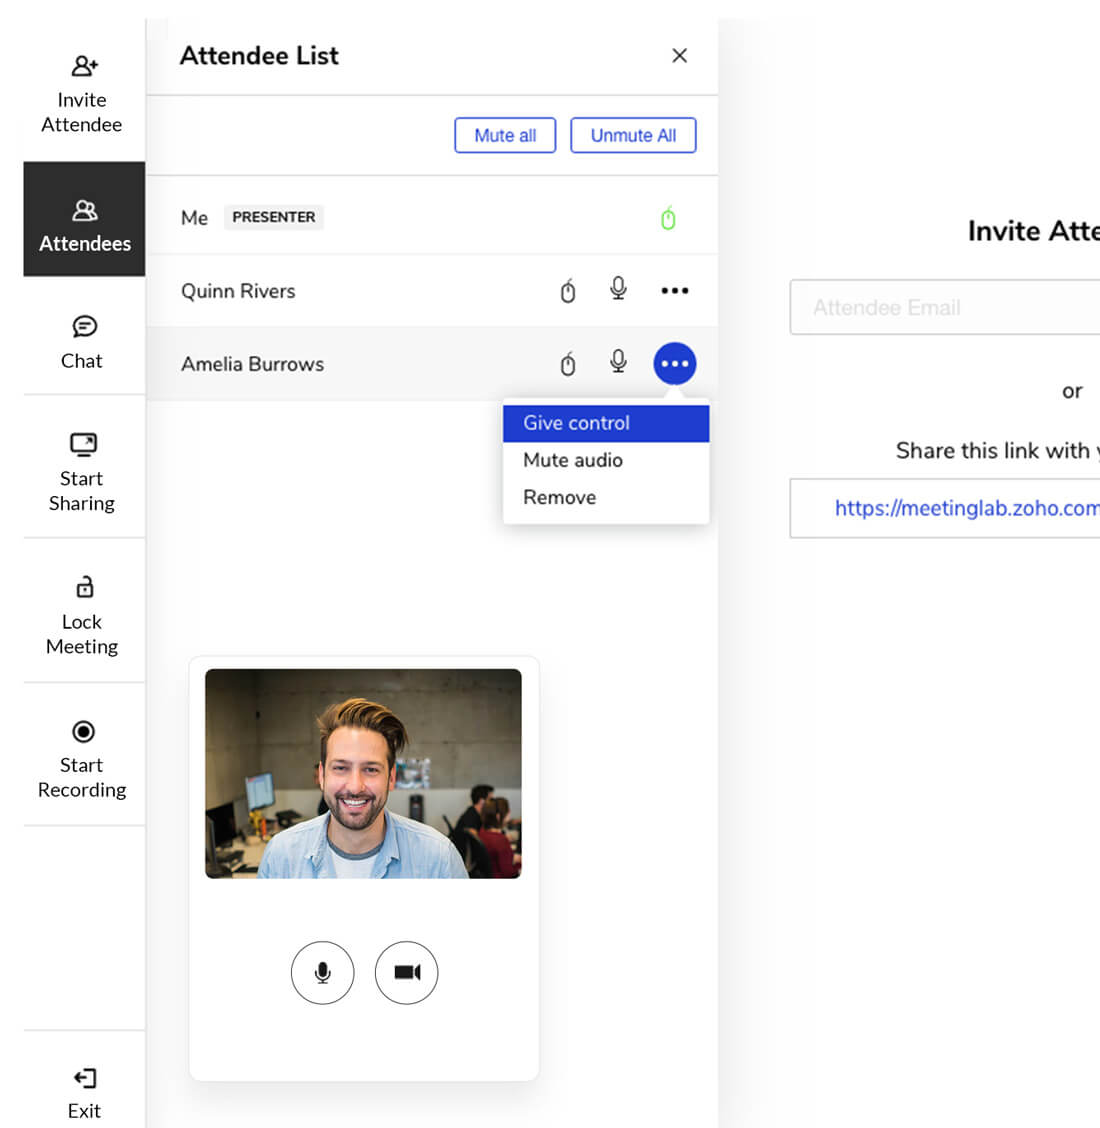 Invite
Attendee
Attendees
Chat
Start
Sharing
Lock
Meeting
Start
Recording
Exit
Attendee List
Mute all
Unmute All
Me PRESENTER
Quinn Rivers
Amelia Burrows
Give control
Mute audio
Remove
Invite
Attendee Email
or
Share this link with
https://meetinglab.zoho.com